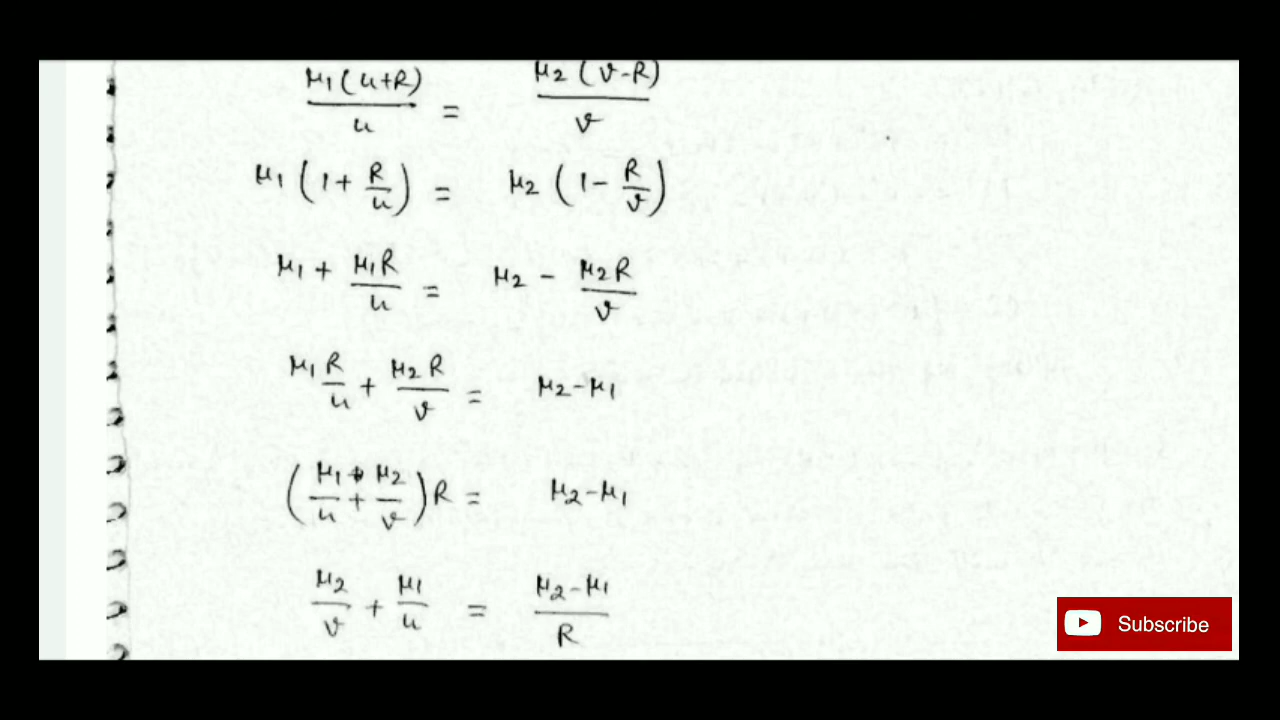 μ1(u+R)/u = μ2(v-R)/v
μ1(1+R/u) = μ2(1-R/v)
μ1+μ1R/u = μ2-μ2R/v
μ1R/u+μ2R/v = μ2-μ1
(μ1/u+μ2/v)R = μ2-μ1
μ2/v+μ1/u = μ2-μ1/R
Subscribe